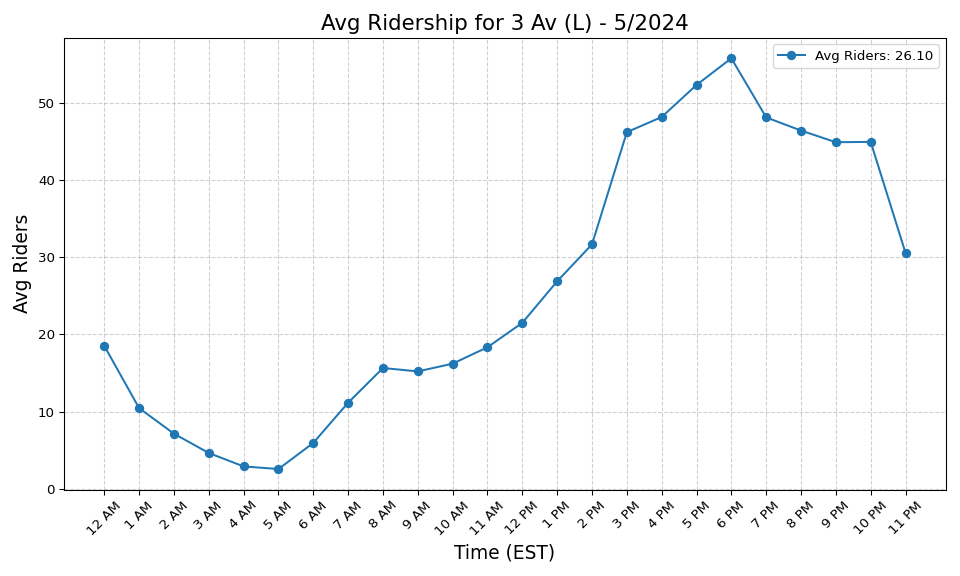 Avg Ridership for 3 Av (L) - 5/2024
Avg Riders: 26.10
Avg Riders
50
40
30
20
10
0
12 AM
1 AM
2 AM
3 AM
4 AM
5 AM
6 AM
7 AM
8 AM
9 AM
10 AM
11 AM
12 PM
1 PM
2 PM
3 PM
4 PM
5 PM
6 PM
7 PM
8 PM
9 PM
10 PM
11 PM
Time (EST)